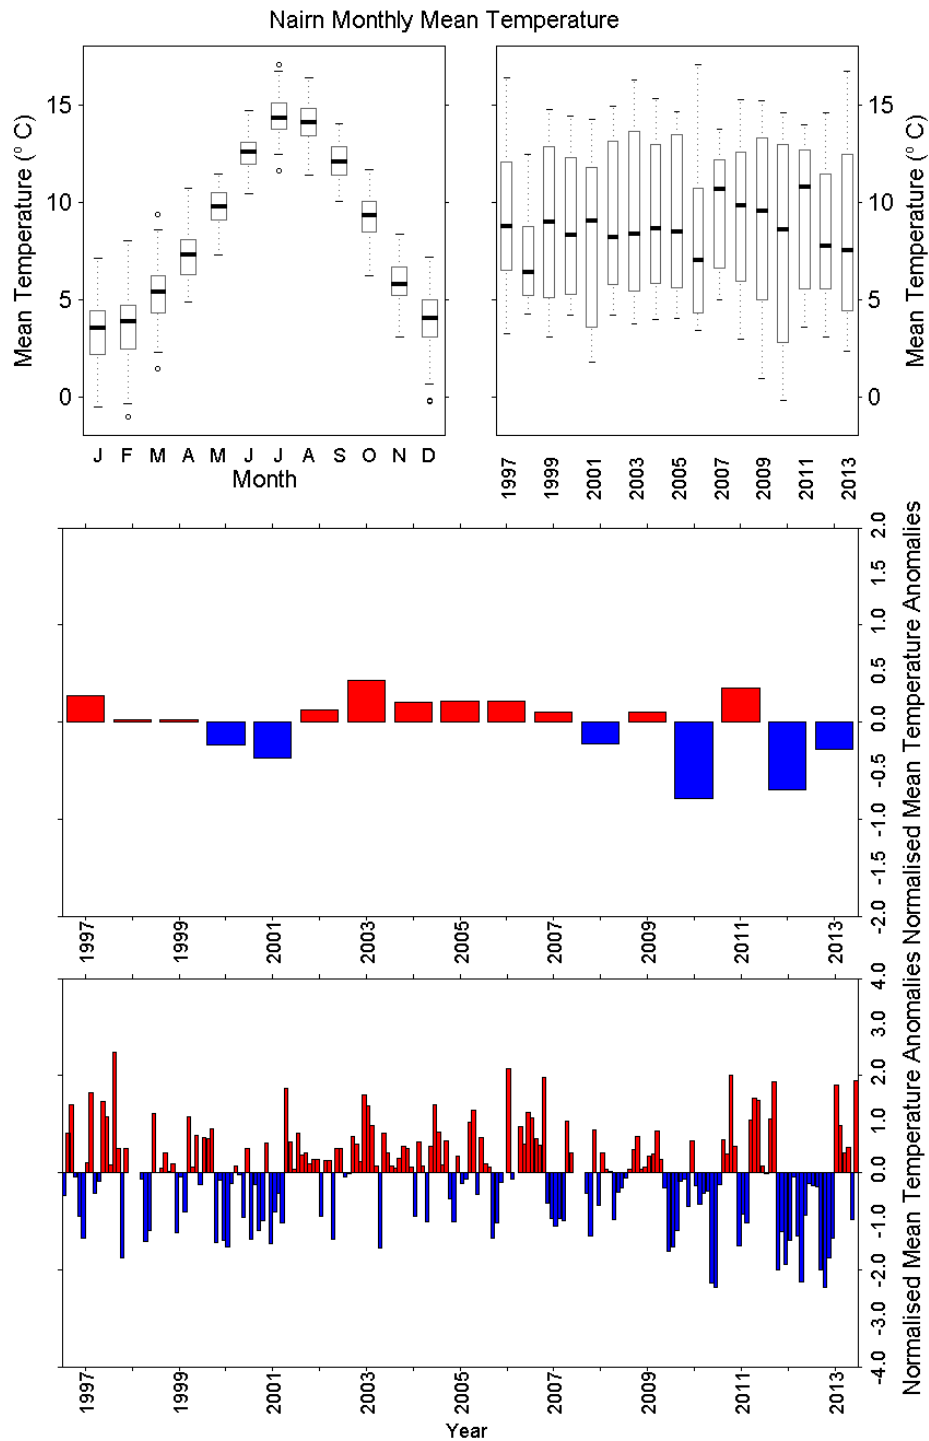 Nairn Monthly Mean Temperature
Mean Temperature (° C)
15
10
5
0
J F M A M J J A S O N D
Month
15
10
5
0
Mean Temperature (° C)
1997 1999 2001 2003 2005 2007 2009 2011 2013
2.0
1.5
1.0
0.5
0.0
-0.5
-1.0
-1.5
-2.0
Normalised Mean Temperature Anomalies
1997 1999 2001 2003 2005 2007 2009 2011 2013
4.0
3.0
2.0
1.0
0.0
-1.0
-2.0
-3.0
-4.0
Normalised Mean Temperature Anomalies
1997 1999 2001 2003 2005 2007 2009 2011 2013
Year